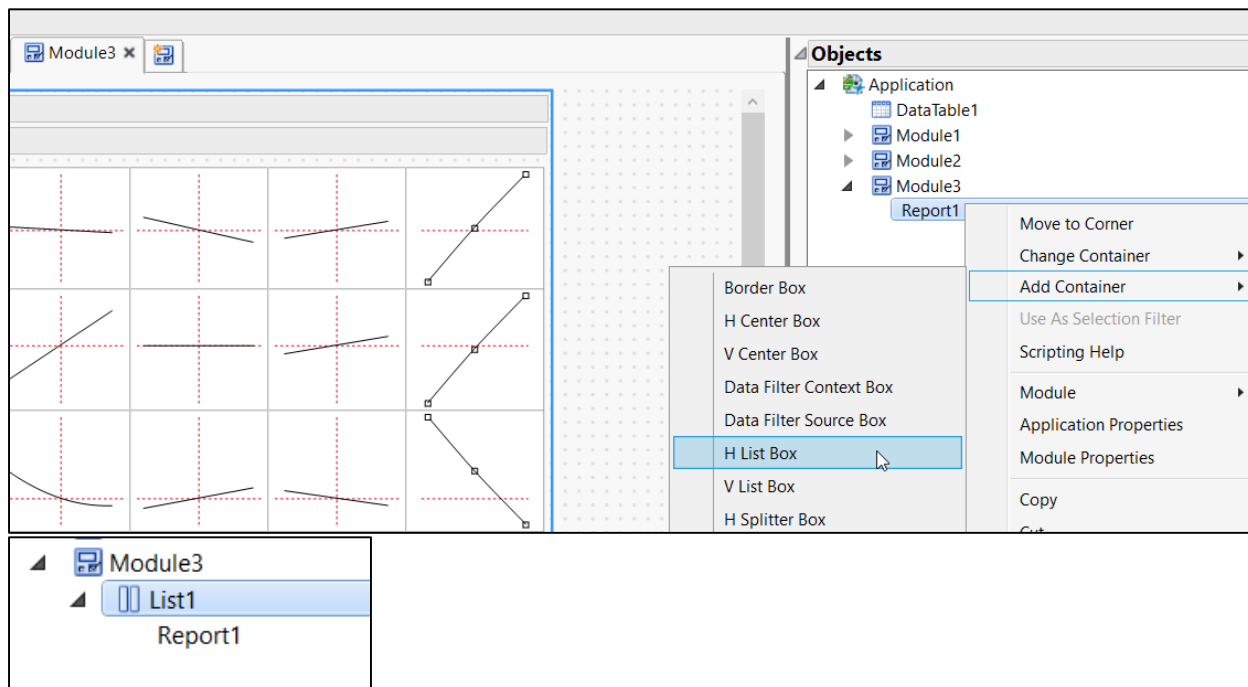 Module3
Objects
Application
DataTable1
Module1
Module2
Module3
Report1
Move to Corner
Change Container
Add Container
Use As Selection Filter
Scripting Help
Module
Application Properties
Module Properties
Copy
Cut
Border Box
H Center Box
V Center Box
Data Filter Context Box
Data Filter Source Box
H List Box
V List Box
H Splitter Box
Module3
List1
Report1